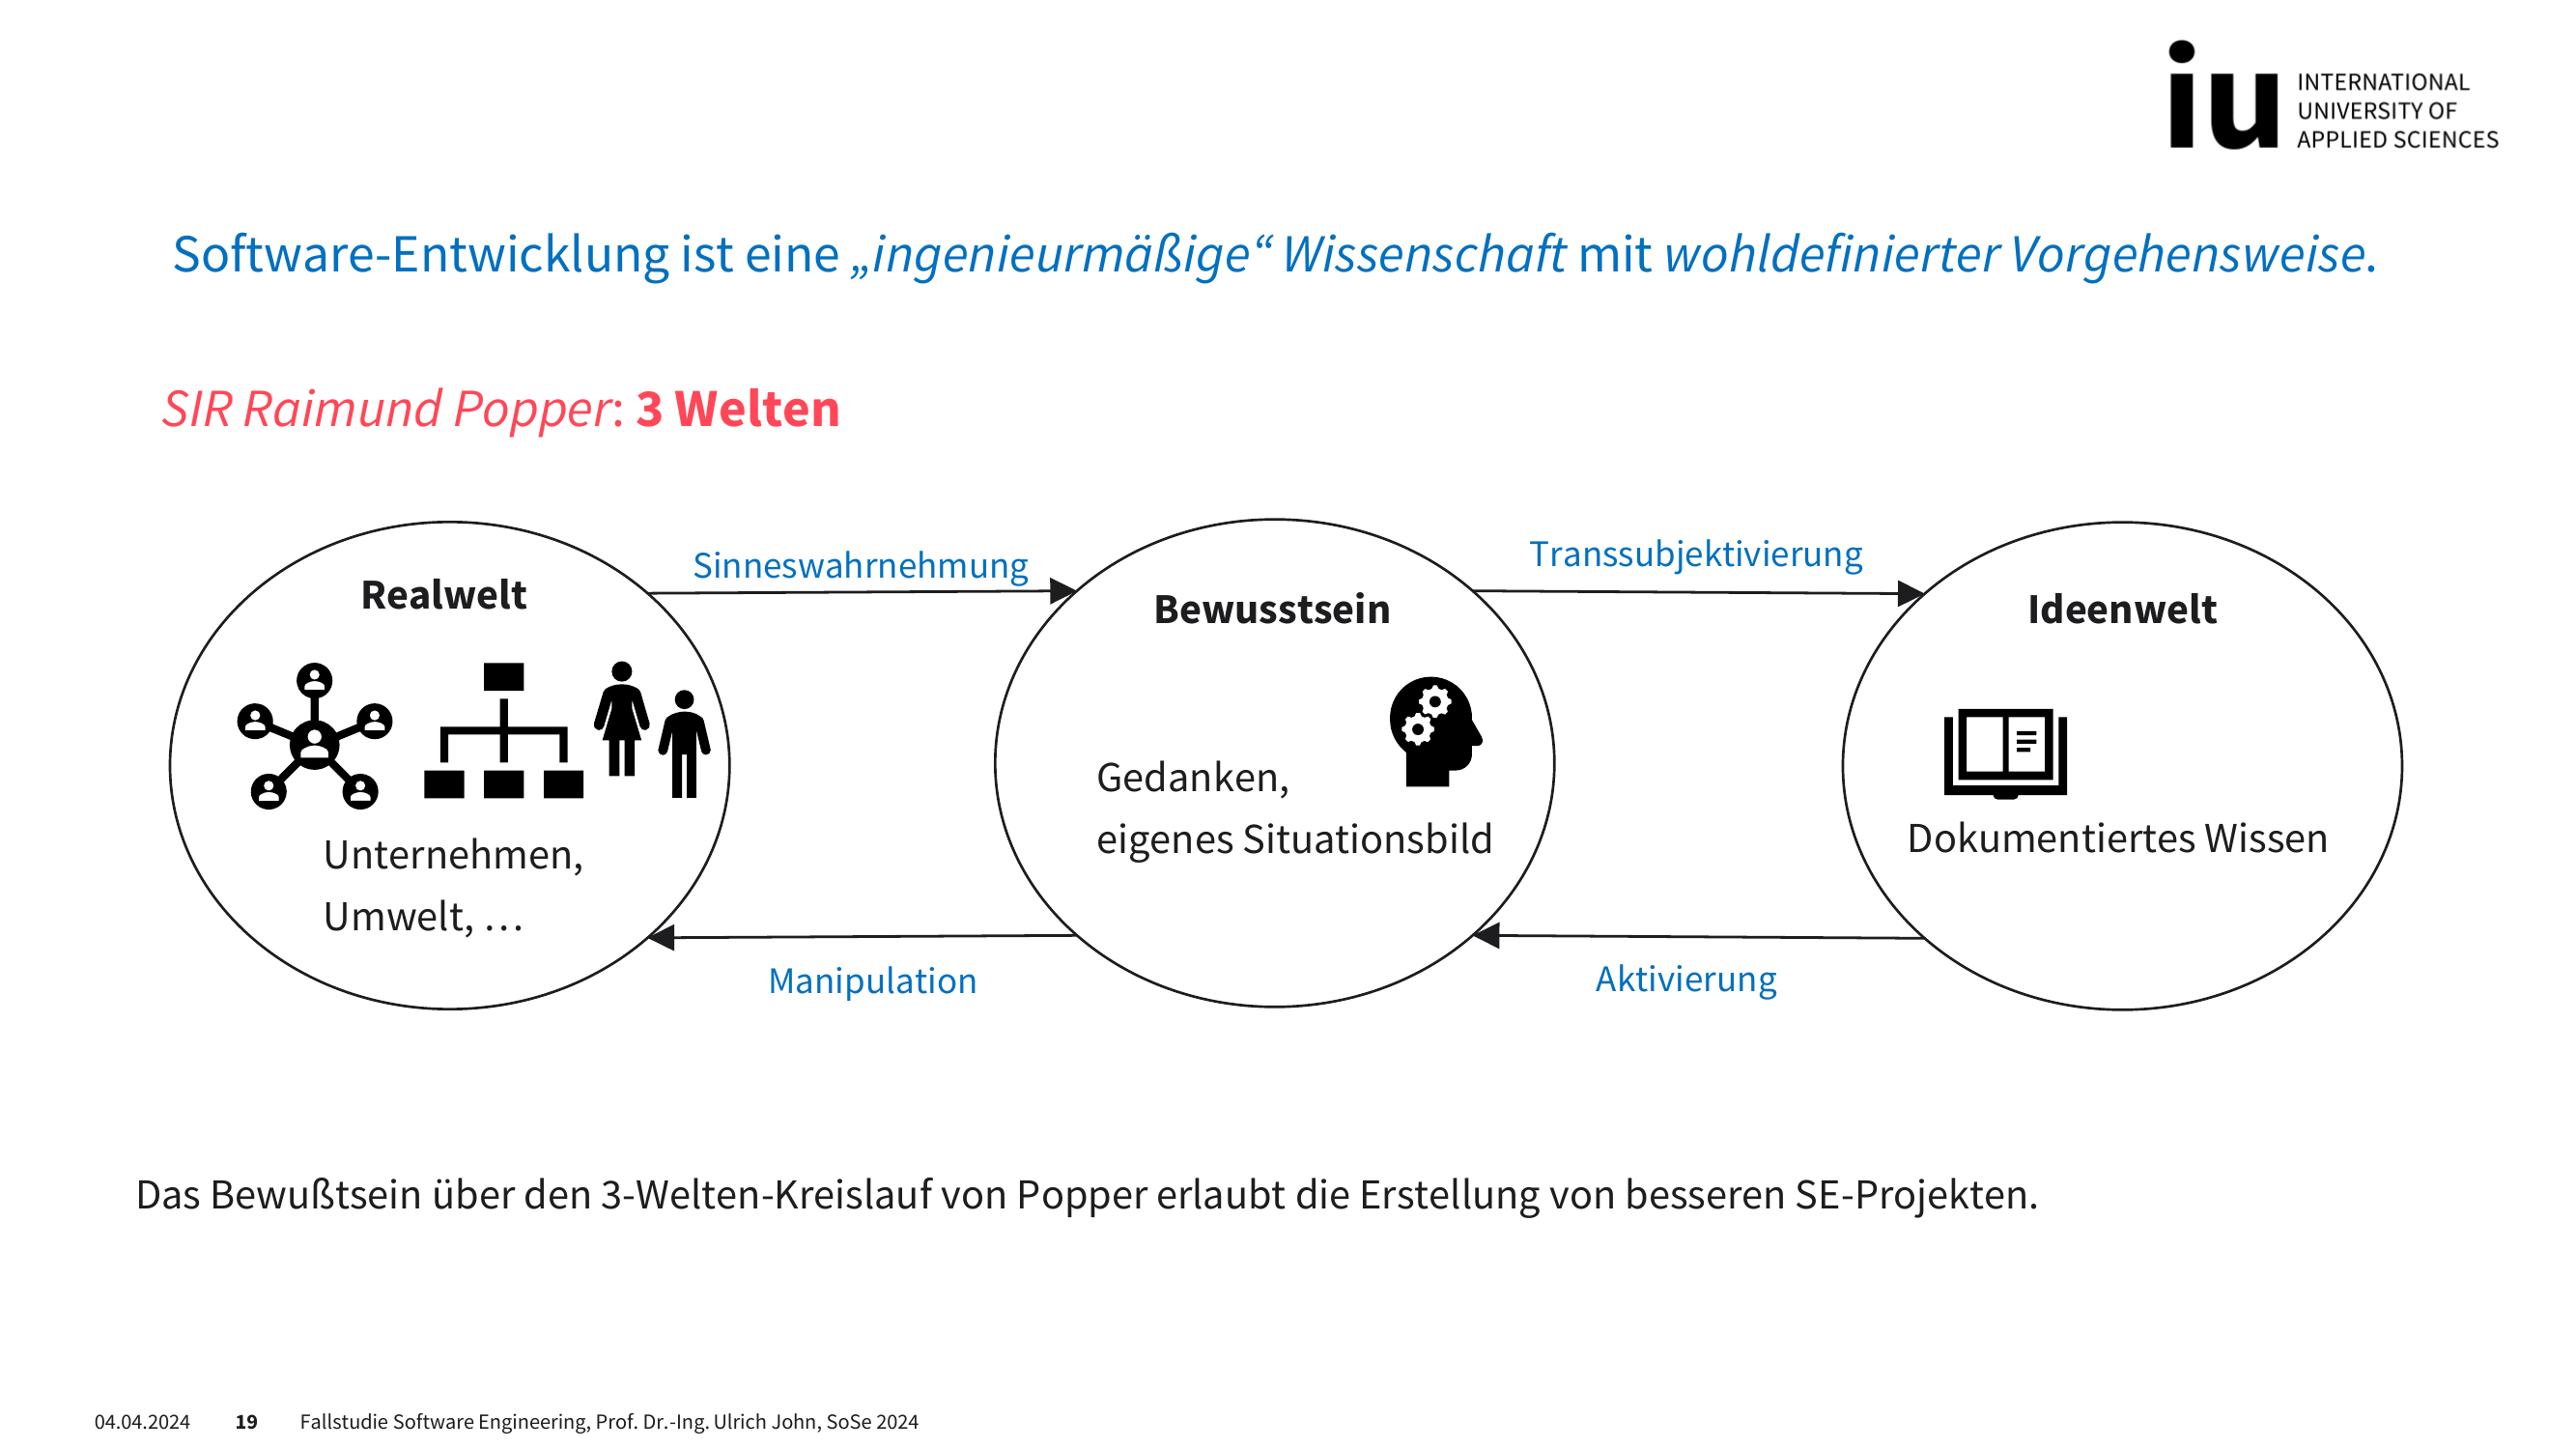 iu INTERNATIONAL
UNIVERSITY OF
APPLIED SCIENCES
Software-Entwicklung ist eine „ingenieurmäßige“ Wissenschaft mit wohldefinierter Vorgehensweise.
SIR Raimund Popper: 3 Welten
Realwelt
Unternehmen,
Umwelt, …
Sinneswahrnehmung
Manipulation
Bewusstsein
Gedanken,
eigenes Situationsbild
Transsubjektivierung
Aktivierung
Ideenwelt
Dokumentiertes Wissen
Das Bewußtsein über den 3-Welten-Kreislauf von Popper erlaubt die Erstellung von besseren SE-Projekten.
04.04.2024 19 Fallstudie Software Engineering, Prof. Dr.-Ing. Ulrich John, SoSe 2024